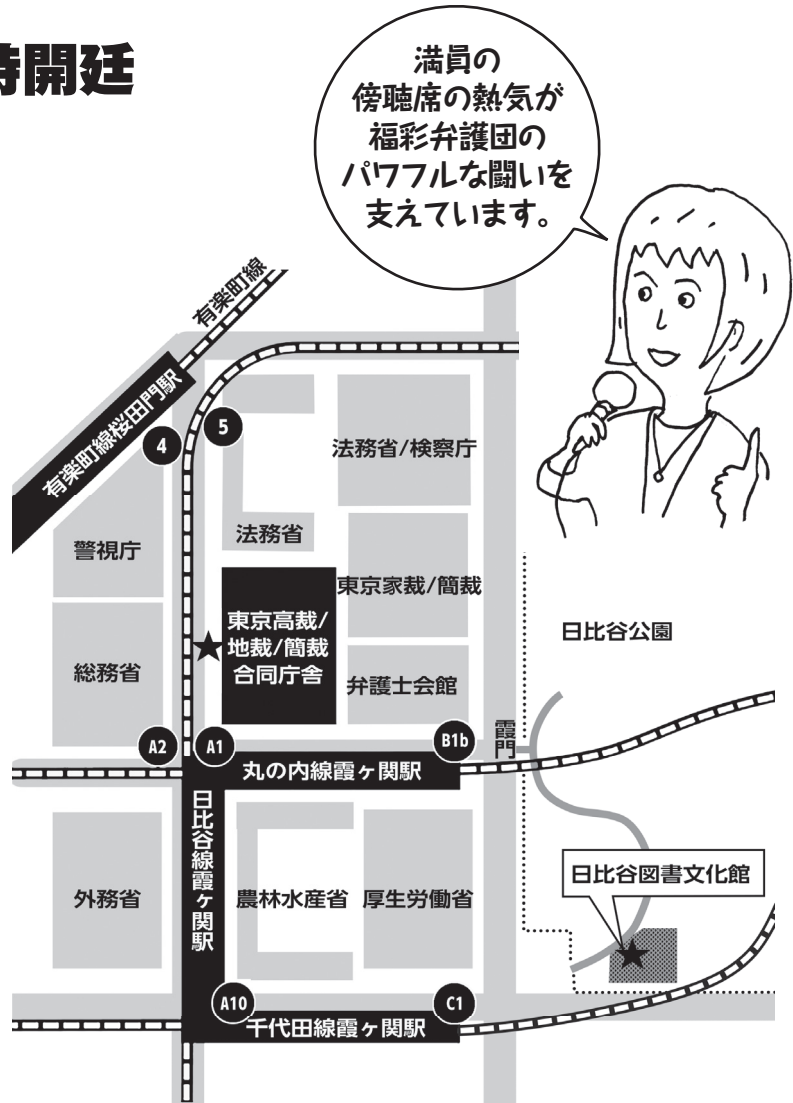 時開廷
満員の
傍聴席の熱気が
福彩弁護団の
パワフルな闘いを
支えています。
有楽町線
有楽町線桜田門駅
4
5
法務省/検察庁
警視庁
法務省
東京家裁/簡裁
東京高裁/
地裁/簡裁
合同庁舎
日比谷公園
総務省
弁護士会館
A2
A1
B1b
霞門
丸の内線霞ヶ関駅
日比谷線霞ヶ関駅
日比谷図書文化館
外務省
農林水産省
厚生労働省
A10
C1
千代田線霞ヶ関駅